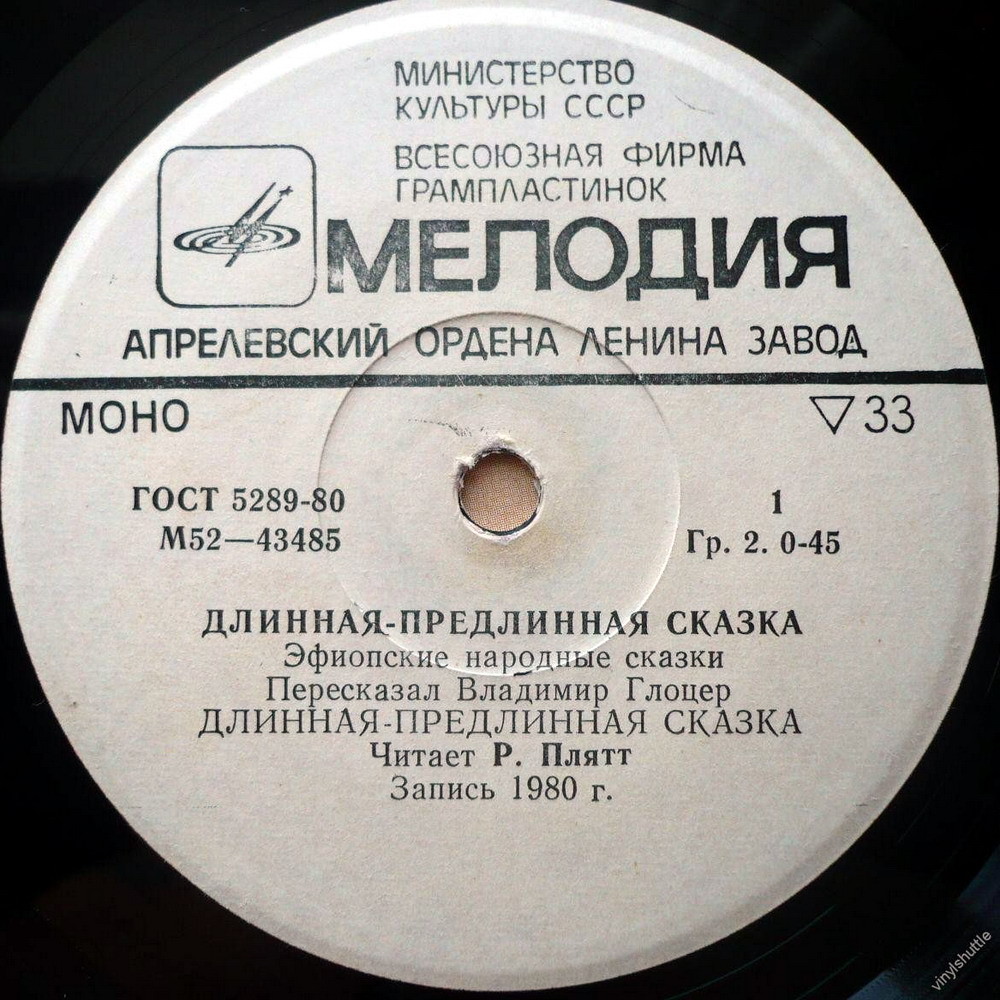 МИНИСТЕРСТВО
КУЛЬТУРЫ СССР
ВСЕСОЮЗНАЯ ФИРМА
ГРАМПЛАСТИНОК
МЕЛОДИЯ
АПРЕЛЕВСКИЙ ОРДЕНА ЛЕНИНА ЗАВОД
МОНО
▽33
ГОСТ 5289-80
М52—43485
1
Гр. 2. 0-45
ДЛИННАЯ-ПРЕДЛИННАЯ СКАЗКА
Эфиопские народные сказки
Пересказал Владимир Глоцер
ДЛИННАЯ-ПРЕДЛИННАЯ СКАЗКА
Читает Р. Плятт
Запись 1980 г.
vinylshuttle